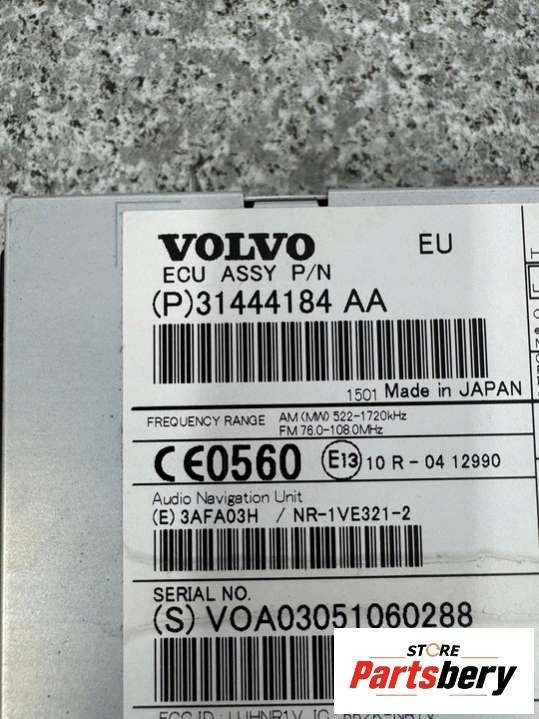 VOLVO EU
ECU ASSY P/N
(P)31444184 AA
1501 Made in JAPAN
FREQUENCY RANGE AM (MW) 522-1720kHz
FM 76.0-108.0MHz
CE0560 E13 10 R-04 12990
Audio Navigation Unit
(E) 3AFA03H / NR-1VE321-2
SERIAL NO.
(S) VOA03051060288
STORE
Partsbery